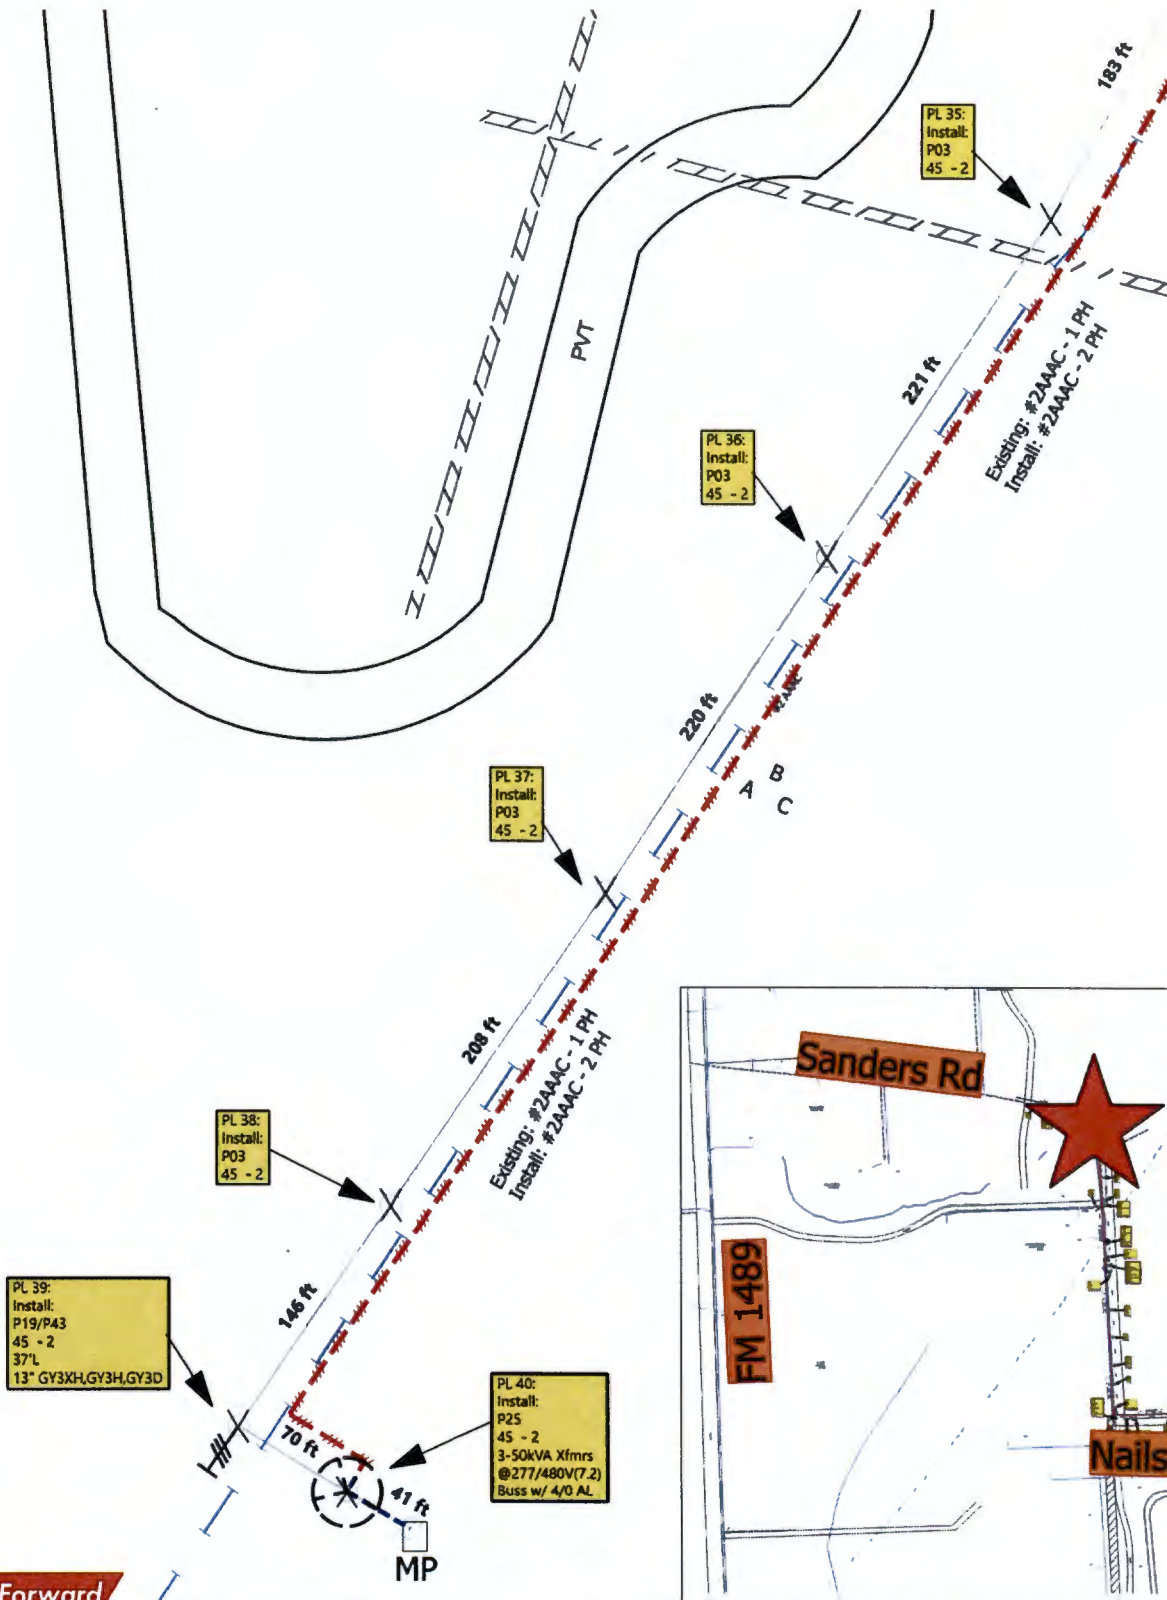 183 ft
PL 35:
Install:
P03
45 - 2
PVT
221 ft
Existing: #2AAAC - 1 PH
Install: #2AAAC - 2 PH
PL 36:
Install:
P03
45 - 2
220 ft
B
A
C
PL 37:
Install:
P03
45 - 2
208 ft
Existing: #2AAAC - 1 PH
Install: #2AAAC - 2 PH
Sanders Rd
PL 38:
Install:
P03
45 - 2
146 ft
FM 1489
PL 39:
Install:
P19/P43
45 - 2
37'L
13" GY3XH,GY3H,GY3D
PL 40:
Install:
P25
45 - 2
3-50kVA Xfmrs
@277/480V(7.2)
Buss w/ 4/0 AL
70 ft
41 ft
Nails
MP
Forward